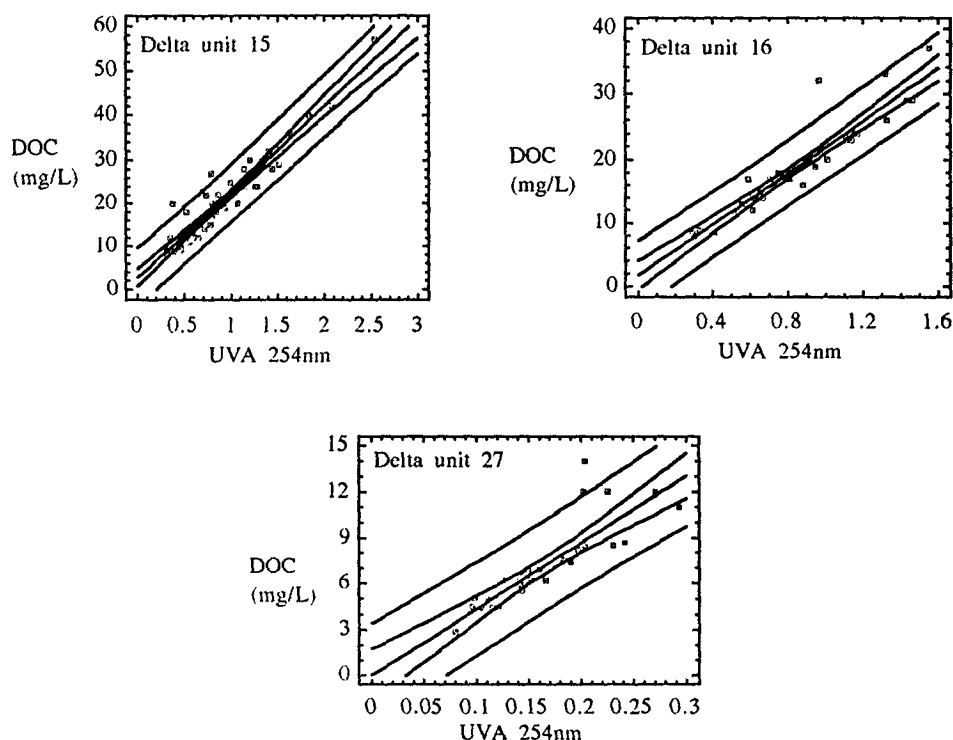 Delta unit 15
DOC
(mg/L)
60
50
40
30
20
10
0
0 0.5 1 1.5 2 2.5 3
UVA 254nm
Delta unit 16
DOC
(mg/L)
40
30
20
10
0
0 0.4 0.8 1.2 1.6
UVA 254nm
Delta unit 27
DOC
(mg/L)
15
12
9
6
3
0
0 0.05 0.1 0.15 0.2 0.25 0.3
UVA 254nm